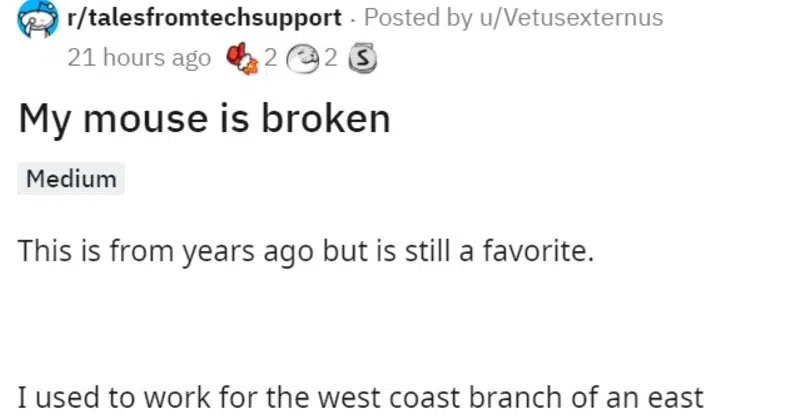 r/talesfromtechsupport · Posted by u/Vetusexternus
21 hours ago 2 2 S
My mouse is broken
Medium
This is from years ago but is still a favorite.
I used to work for the west coast branch of an east